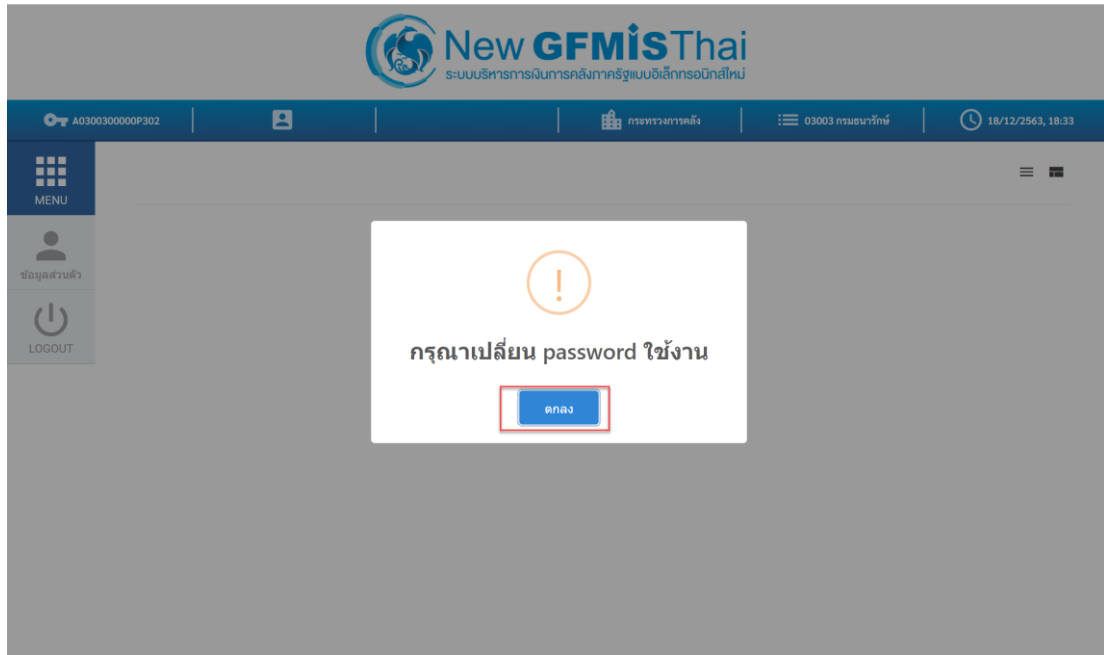 New GFMIS Thai
ระบบบริหารการเงินการคลังภาครัฐแบบอิเล็กทรอนิกส์ใหม่
A0300300000P302
กระทรวงการคลัง
03003 กรมธนารักษ์
18/12/2563, 18:33
MENU
ข้อมูลส่วนตัว
LOGOUT
กรุณาเปลี่ยน password ใช้งาน
ตกลง